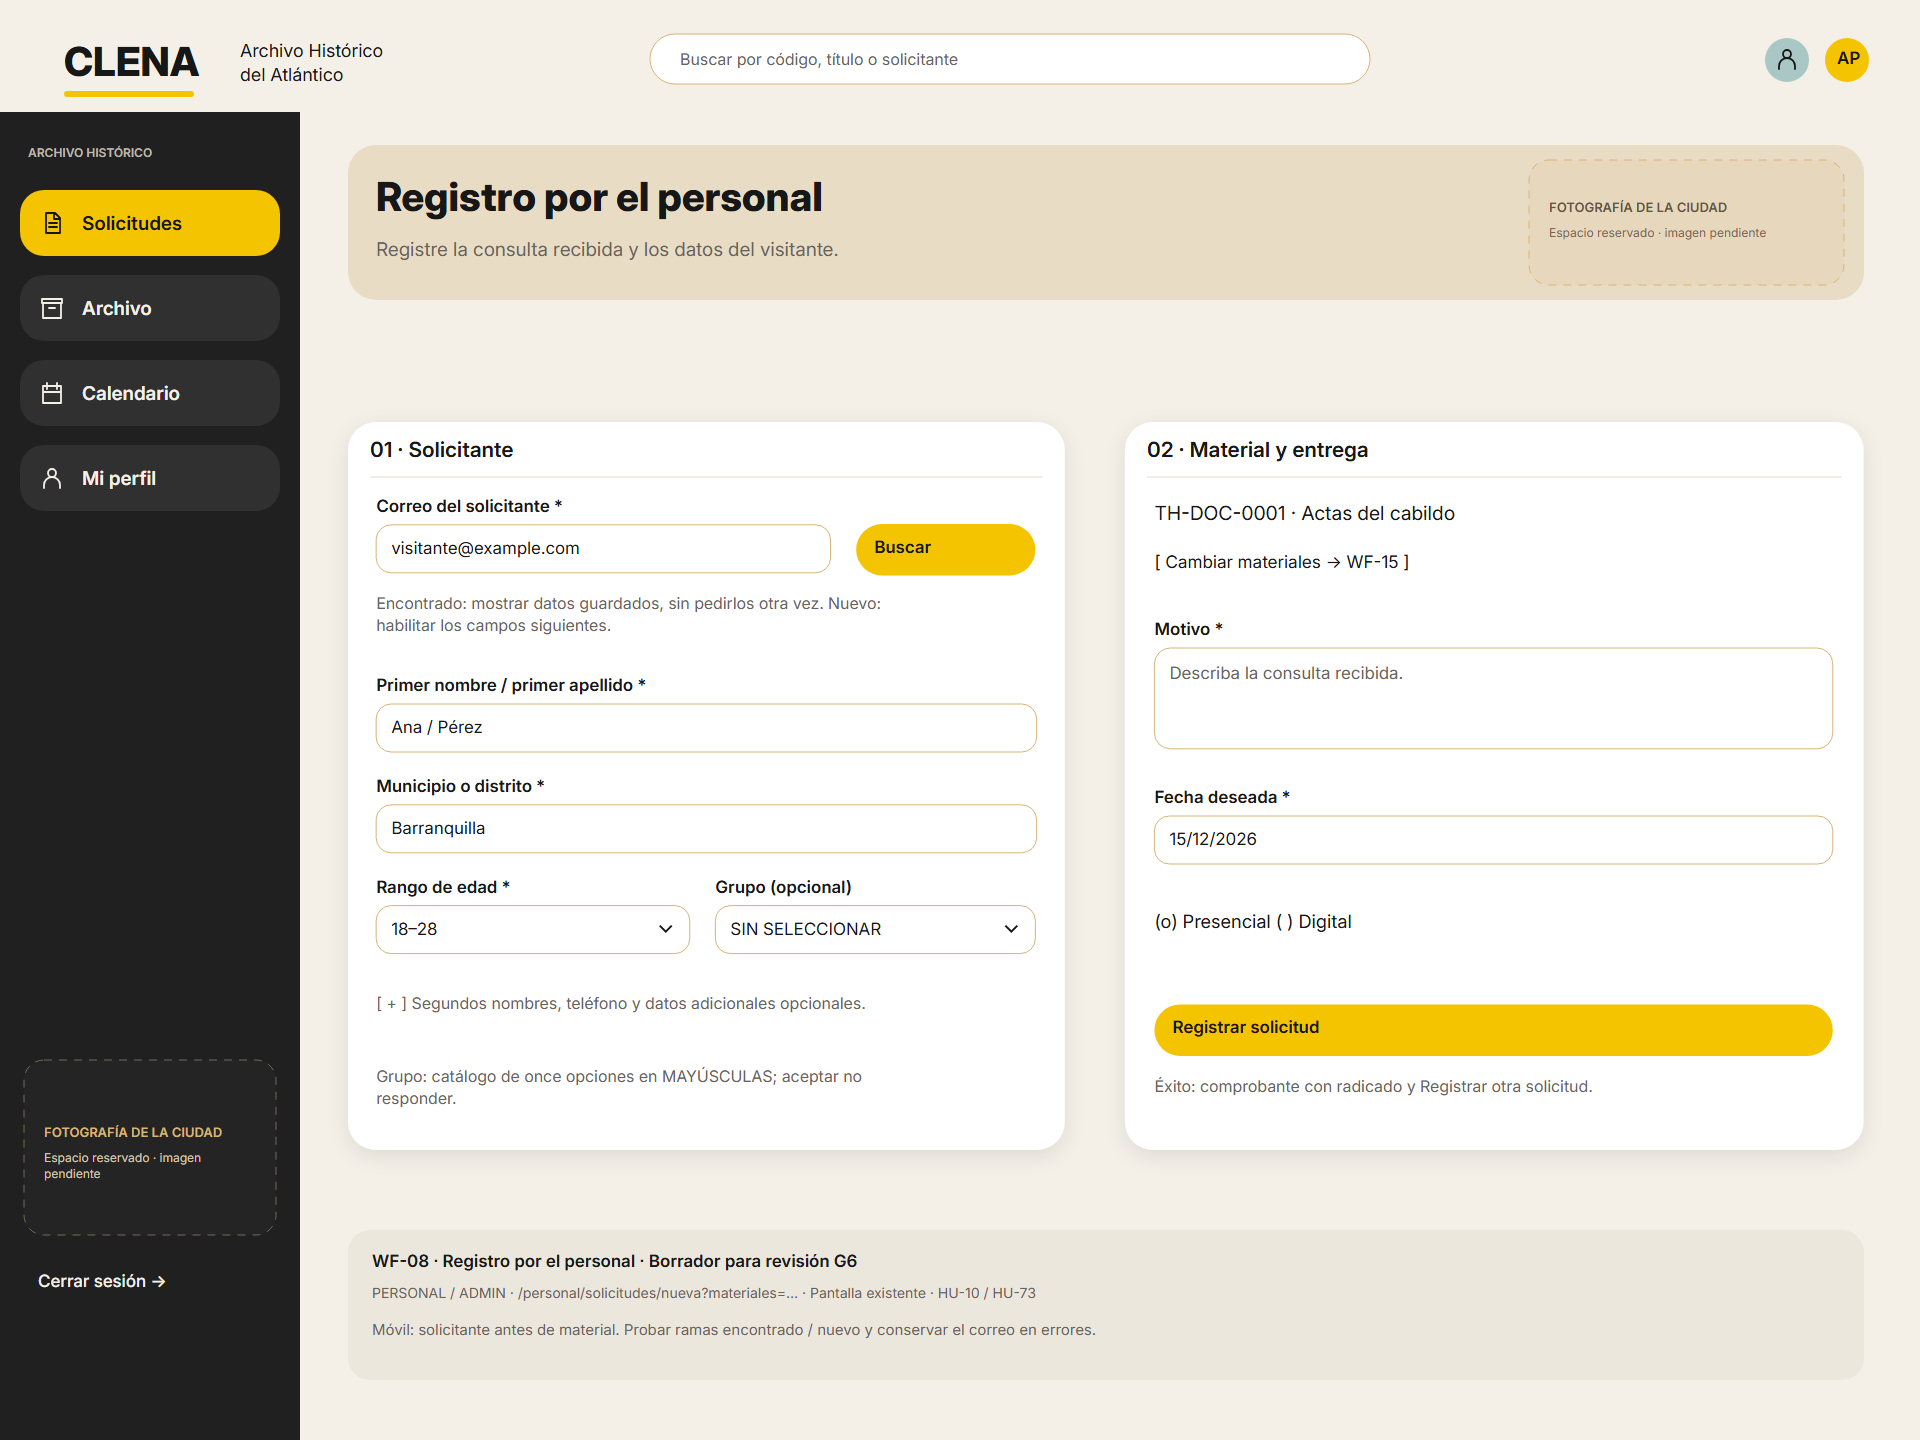 CLENA
Archivo Histórico
del Atlántico
Buscar por código, título o solicitante
AP
ARCHIVO HISTÓRICO
Solicitudes
Archivo
Calendario
Mi perfil
FOTOGRAFÍA DE LA CIUDAD
Espacio reservado · imagen
pendiente
Cerrar sesión →
Registro por el personal
Registre la consulta recibida y los datos del visitante.
FOTOGRAFÍA DE LA CIUDAD
Espacio reservado · imagen pendiente
01 · Solicitante
Correo del solicitante *
visitante@example.com
Buscar
Encontrado: mostrar datos guardados, sin pedirlos otra vez. Nuevo:
habilitar los campos siguientes.
Primer nombre / primer apellido *
Ana / Pérez
Municipio o distrito *
Barranquilla
Rango de edad *
18–28
Grupo (opcional)
SIN SELECCIONAR
[ + ] Segundos nombres, teléfono y datos adicionales opcionales.
Grupo: catálogo de once opciones en MAYÚSCULAS; aceptar no
responder.
02 · Material y entrega
TH-DOC-0001 · Actas del cabildo
[ Cambiar materiales → WF-15 ]
Motivo *
Describa la consulta recibida.
Fecha deseada *
15/12/2026
(o) Presencial ( ) Digital
Registrar solicitud
Éxito: comprobante con radicado y Registrar otra solicitud.
WF-08 · Registro por el personal · Borrador para revisión G6
PERSONAL / ADMIN · /personal/solicitudes/nueva?materiales=... · Pantalla existente · HU-10 / HU-73
Móvil: solicitante antes de material. Probar ramas encontrado / nuevo y conservar el correo en errores.